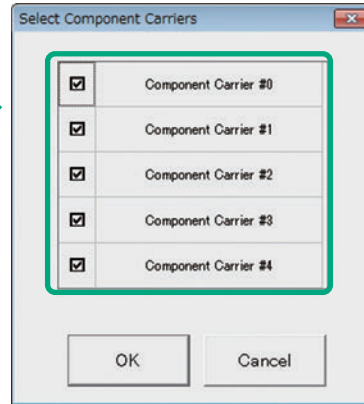 Select Component Carriers
Component Carrier #0
Component Carrier #1
Component Carrier #2
Component Carrier #3
Component Carrier #4
OK Cancel